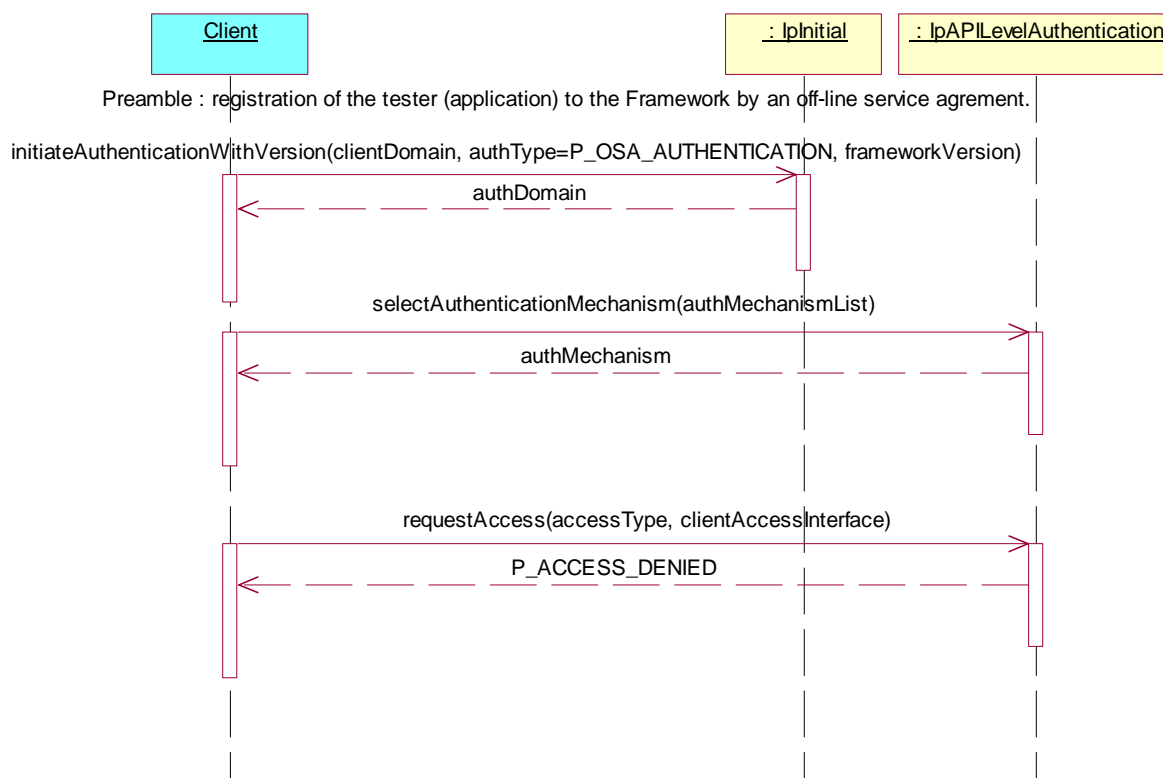 Client
: IpInitial
: IpAPILevelAuthentication
Preamble : registration of the tester (application) to the Framework by an off-line service agrement.
initiateAuthenticationWithVersion(clientDomain, authType=P_OSA_AUTHENTICATION, frameworkVersion)
authDomain
selectAuthenticationMechanism(authMechanismList)
authMechanism
requestAccess(accessType, clientAccessInterface)
P_ACCESS_DENIED